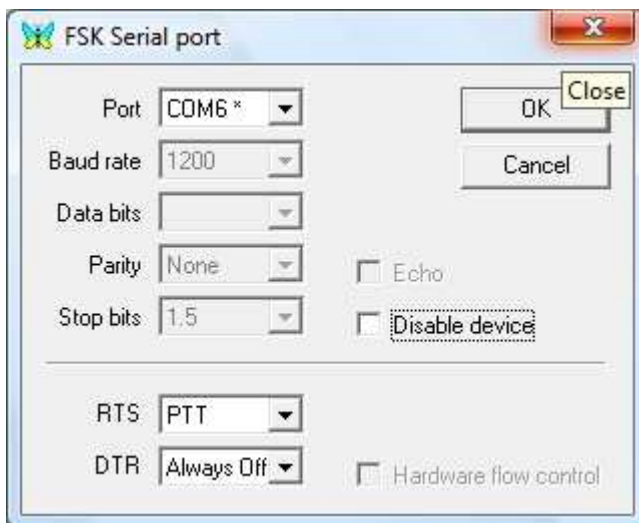 FSK Serial port
Close
Port COM6 * OK
Baud rate 1200 Cancel
Data bits
Parity None Echo
Stop bits 1.5 Disable device
RTS PTT
DTR Always Off Hardware flow control